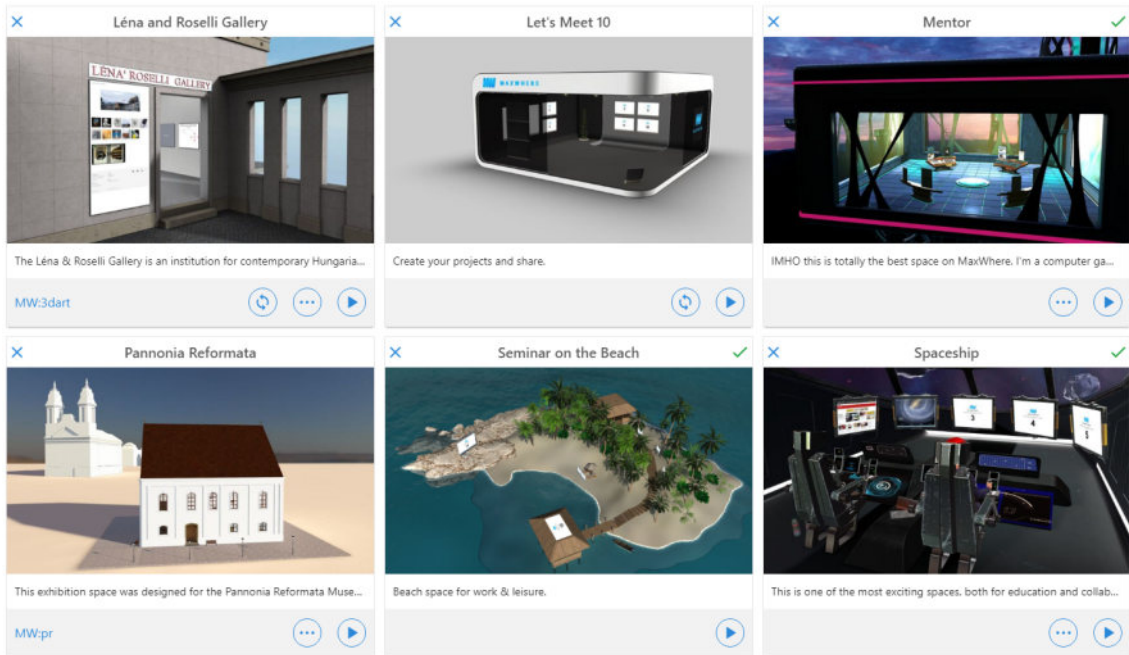 Léna and Roselli Gallery
LÉNA' ROSELLI GALLERY
The Léna & Roselli Gallery is an institution for contemporary Hungaria...
MW:3dart
Let's Meet 10
MAXWHERE
Create your projects and share.
Mentor
IMHO this is totally the best space on MaxWhere. I'm a computer ga...
Pannonia Reformata
This exhibition space was designed for the Pannonia Reformata Muse...
MW:pr
Seminar on the Beach
Beach space for work & leisure.
Spaceship
3
4
5
This is one of the most exciting spaces, both for education and collab...